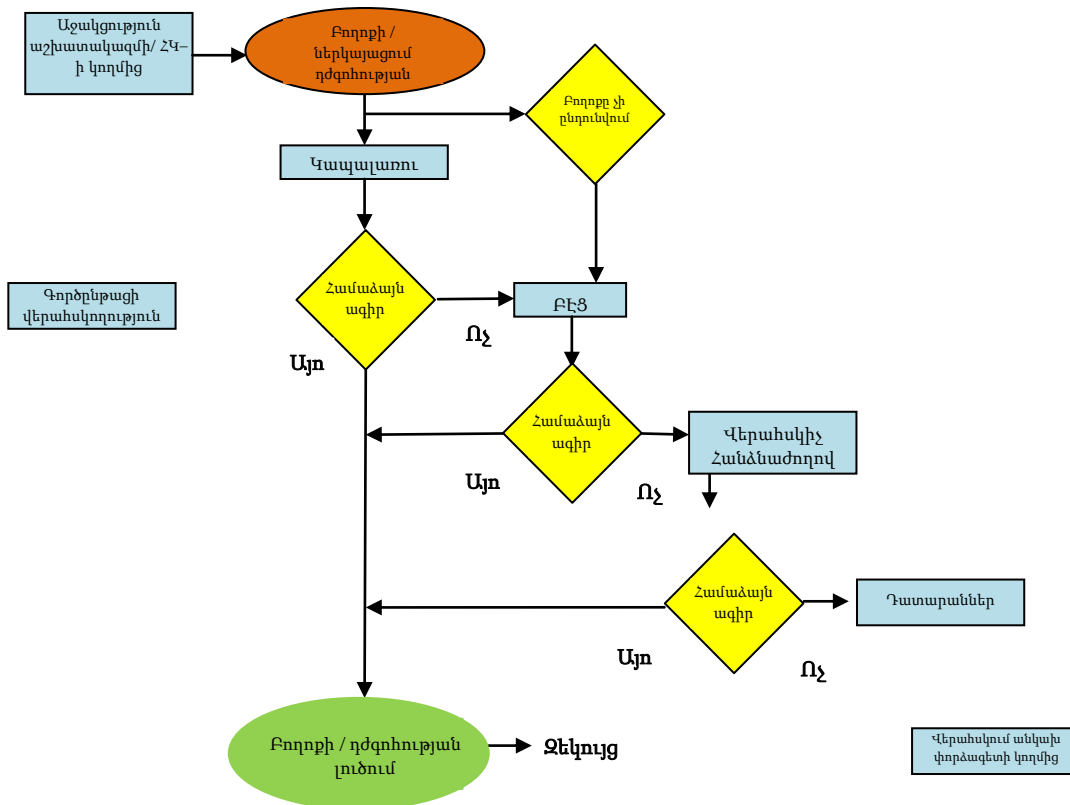 Աջակցություն
աշխատակազմի/ ՀԿ–
ի կողմից
Բողոքի /
ներկայացում
դժգոհության
Բողոքը չի
ընդունվում
Կապալառու
Համաձայն
ագիր
Գործընթացի
վերահսկողություն
ԲԷՑ
Ոչ
Այո
Համաձայն
ագիր
Վերահսկիչ
Հանձնաժողով
Այո
Ոչ
Համաձայն
ագիր
Դատարաններ
Այո
Ոչ
Բողոքի / դժգոհության
լուծում
Զեկույց
Վերահսկում անկախ
փորձագետի կողմից